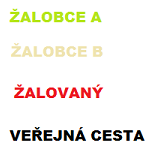 ŽALOBCE A
ŽALOBCE B
ŽALOVANÝ
VEŘEJNÁ CESTA